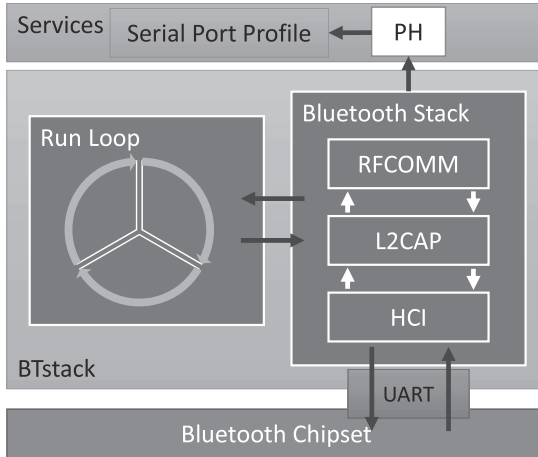 Services
Serial Port Profile
PH
Run Loop
Bluetooth Stack
RFCOMM
L2CAP
HCI
BTstack
UART
Bluetooth Chipset